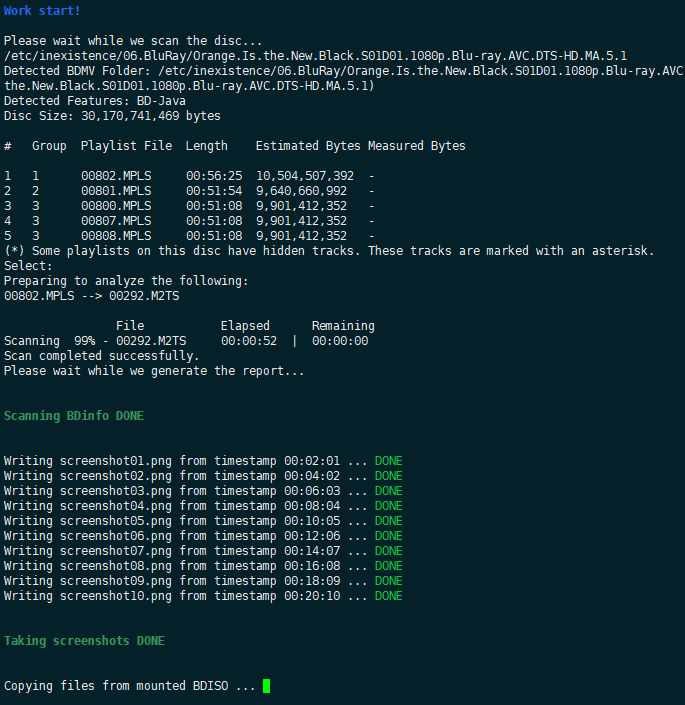 Work start!
Please wait while we scan the disc...
/etc/inexistence/06.BluRay/Orange.Is.the.New.Black.S01D01.1080p.Blu-ray.AVC.DTS-HD.MA.5.1
Detected BDMV Folder: /etc/inexistence/06.BluRay/Orange.Is.the.New.Black.S01D01.1080p.Blu-ray.AVC
the.New.Black.S01D01.1080p.Blu-ray.AVC.DTS-HD.MA.5.1)
Detected Features: BD-Java
Disc Size: 30,170,741,469 bytes
#   Group  Playlist File  Length    Estimated Bytes Measured Bytes
1   1      00802.MPLS     00:56:25  10,504,507,392  -
2   2      00801.MPLS     00:51:54  9,640,660,992   -
3   3      00800.MPLS     00:51:08  9,901,412,352   -
4   3      00807.MPLS     00:51:08  9,901,412,352   -
5   3      00808.MPLS     00:51:08  9,901,412,352   -
(*) Some playlists on this disc have hidden tracks. These tracks are marked with an asterisk.
Select:
Preparing to analyze the following:
00802.MPLS --> 00292.M2TS
File           Elapsed      Remaining
Scanning  99% - 00292.M2TS     00:00:52  |  00:00:00
Scan completed successfully.
Please wait while we generate the report...
Scanning BDinfo DONE
Writing screenshot01.png from timestamp 00:02:01 ... DONE
Writing screenshot02.png from timestamp 00:04:02 ... DONE
Writing screenshot03.png from timestamp 00:06:03 ... DONE
Writing screenshot04.png from timestamp 00:08:04 ... DONE
Writing screenshot05.png from timestamp 00:10:05 ... DONE
Writing screenshot06.png from timestamp 00:12:06 ... DONE
Writing screenshot07.png from timestamp 00:14:07 ... DONE
Writing screenshot08.png from timestamp 00:16:08 ... DONE
Writing screenshot09.png from timestamp 00:18:09 ... DONE
Writing screenshot10.png from timestamp 00:20:10 ... DONE
Taking screenshots DONE
Copying files from mounted BDISO ...